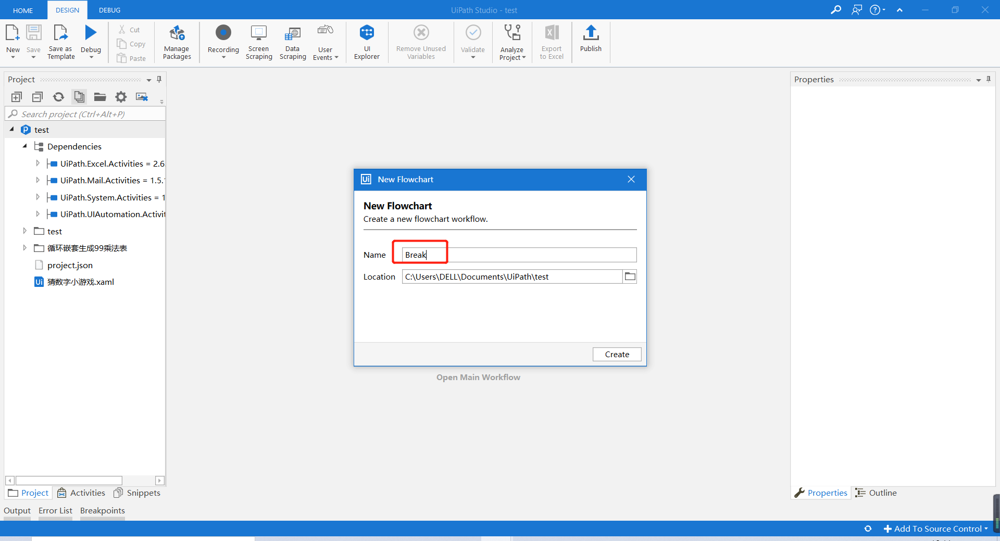 HOME
DESIGN
DEBUG
UiPath Studio - test
New
Save
Save as
Template
Debug
Cut
Copy
Paste
Manage
Packages
Recording
Screen
Scraping
Data
Scraping
User
Events
UI
Explorer
Remove Unused
Variables
Validate
Analyze
Project
Export
to Excel
Publish
Project
Search project (Ctrl+Alt+P)
test
Dependencies
UiPath.Excel.Activities = 2.6
UiPath.Mail.Activities = 1.5.
UiPath.System.Activities = 1
UiPath.UIAutomation.Activit
test
循环嵌套生成99乘法表
project.json
Ui 猜数字小游戏.xaml
Ui New Flowchart
New Flowchart
Create a new flowchart workflow.
Name Break
Location C:\Users\DELL\Documents\UiPath\test
Create
Open Main Workflow
Properties
Project
Activities
Snippets
Properties
Outline
Output
Error List
Breakpoints
Add To Source Control